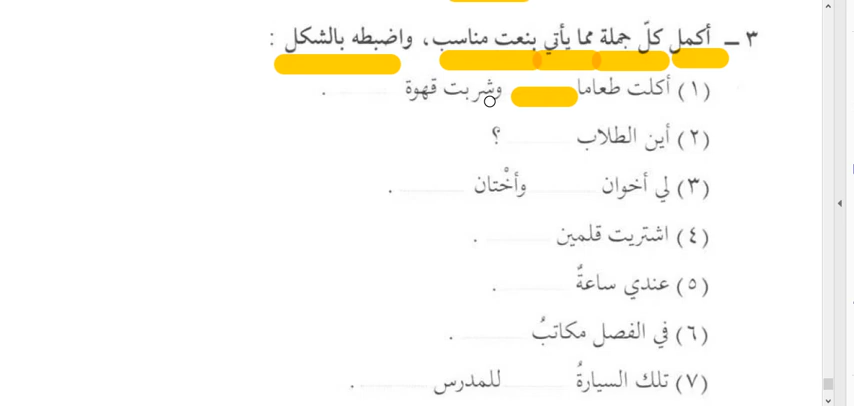 ٣ ــ أكمل كلّ جملة مما يأتي بنعت مناسب، واضبطه بالشكل :
(١) أكلت طعاما وشربت قهوة .
(٢) أين الطلاب ؟
(٣) لي أخوان وأخْتان .
(٤) اشتريت قلمين .
(٥) عندي ساعةٌ .
(٦) في الفصل مكاتبُ .
(٧) تلك السيارةُ للمدرس .